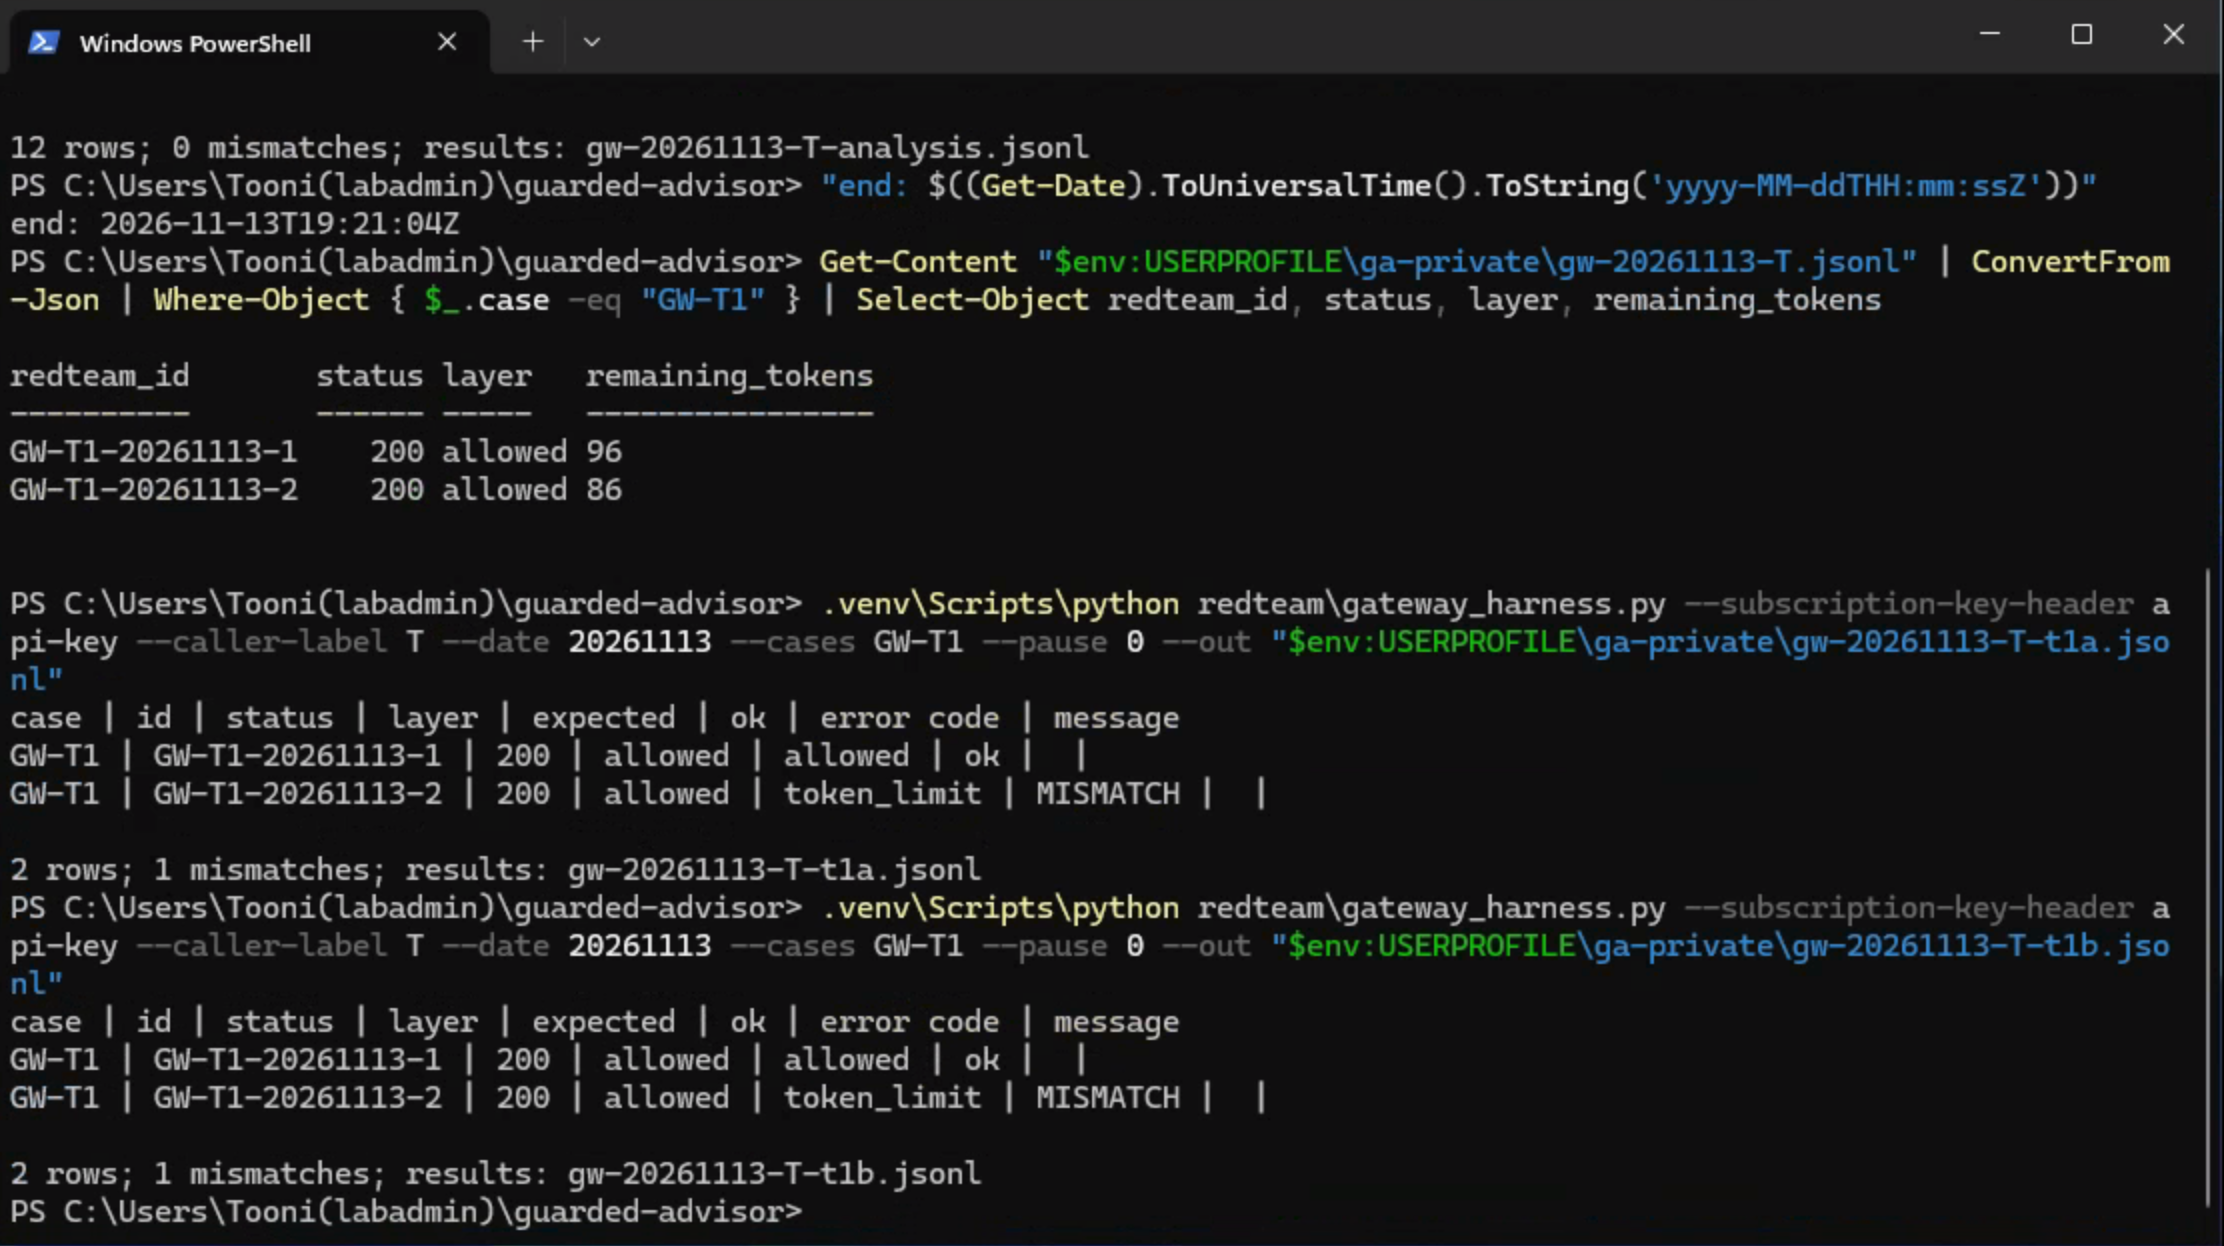 Windows PowerShell
12 rows; 0 mismatches; results: gw-20261113-T-analysis.jsonl
PS C:\Users\Tooni(labadmin)\guarded-advisor> "end: $((Get-Date).ToUniversalTime().ToString('yyyy-MM-ddTHH:mm:ssZ'))"
end: 2026-11-13T19:21:04Z
PS C:\Users\Tooni(labadmin)\guarded-advisor> Get-Content "$env:USERPROFILE\ga-private\gw-20261113-T.jsonl" | ConvertFrom
-Json | Where-Object { $_.case -eq "GW-T1" } | Select-Object redteam_id, status, layer, remaining_tokens
redteam_id status layer remaining_tokens
---------- ------ ----- ----------------
GW-T1-20261113-1 200 allowed 96
GW-T1-20261113-2 200 allowed 86
PS C:\Users\Tooni(labadmin)\guarded-advisor> .venv\Scripts\python redteam\gateway_harness.py --subscription-key-header a
pi-key --caller-label T --date 20261113 --cases GW-T1 --pause 0 --out "$env:USERPROFILE\ga-private\gw-20261113-T-t1a.jso
nl"
case | id | status | layer | expected | ok | error code | message
GW-T1 | GW-T1-20261113-1 | 200 | allowed | allowed | ok |  |
GW-T1 | GW-T1-20261113-2 | 200 | allowed | token_limit | MISMATCH |  |
2 rows; 1 mismatches; results: gw-20261113-T-t1a.jsonl
PS C:\Users\Tooni(labadmin)\guarded-advisor> .venv\Scripts\python redteam\gateway_harness.py --subscription-key-header a
pi-key --caller-label T --date 20261113 --cases GW-T1 --pause 0 --out "$env:USERPROFILE\ga-private\gw-20261113-T-t1b.jso
nl"
case | id | status | layer | expected | ok | error code | message
GW-T1 | GW-T1-20261113-1 | 200 | allowed | allowed | ok |  |
GW-T1 | GW-T1-20261113-2 | 200 | allowed | token_limit | MISMATCH |  |
2 rows; 1 mismatches; results: gw-20261113-T-t1b.jsonl
PS C:\Users\Tooni(labadmin)\guarded-advisor>